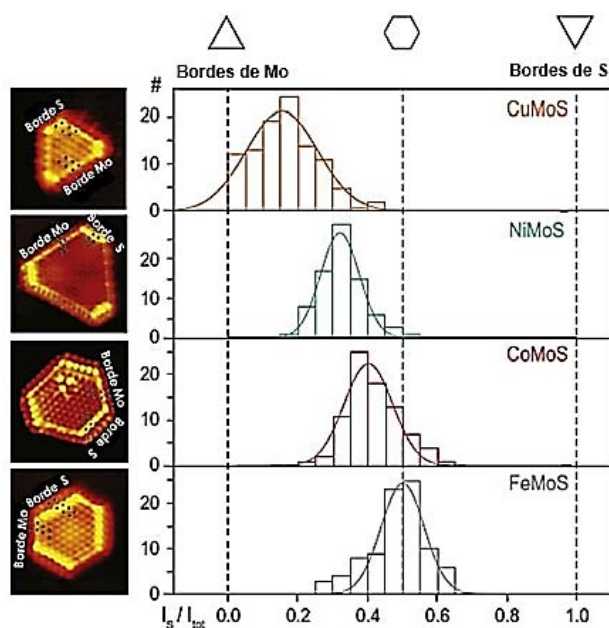 Bordes de Mo
Bordes de S
#
CuMoS
20
10
0
Borde S
Borde Mo
NiMoS
20
10
0
Borde Mo
Borde S
CoMoS
20
10
0
Borde Mo
Borde S
FeMoS
20
10
0
Borde Mo
Borde S
I_s / I_tot 0.0 0.2 0.4 0.6 0.8 1.0